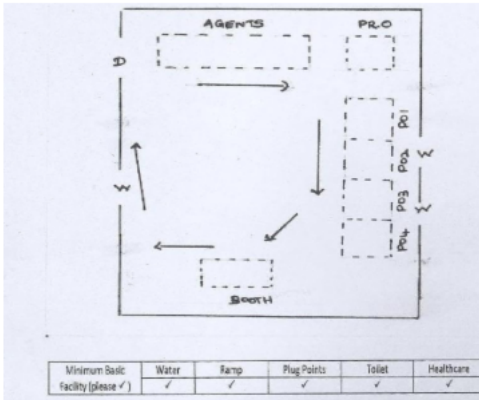 AGENTS
PRO
D
PO1
PO2
W
W
PO3
W
PO4
BOOTH
Minimum Basic Facility (please ✓) Water Ramp Plug Points Toilet Healthcare
✓ ✓ ✓ ✓ ✓